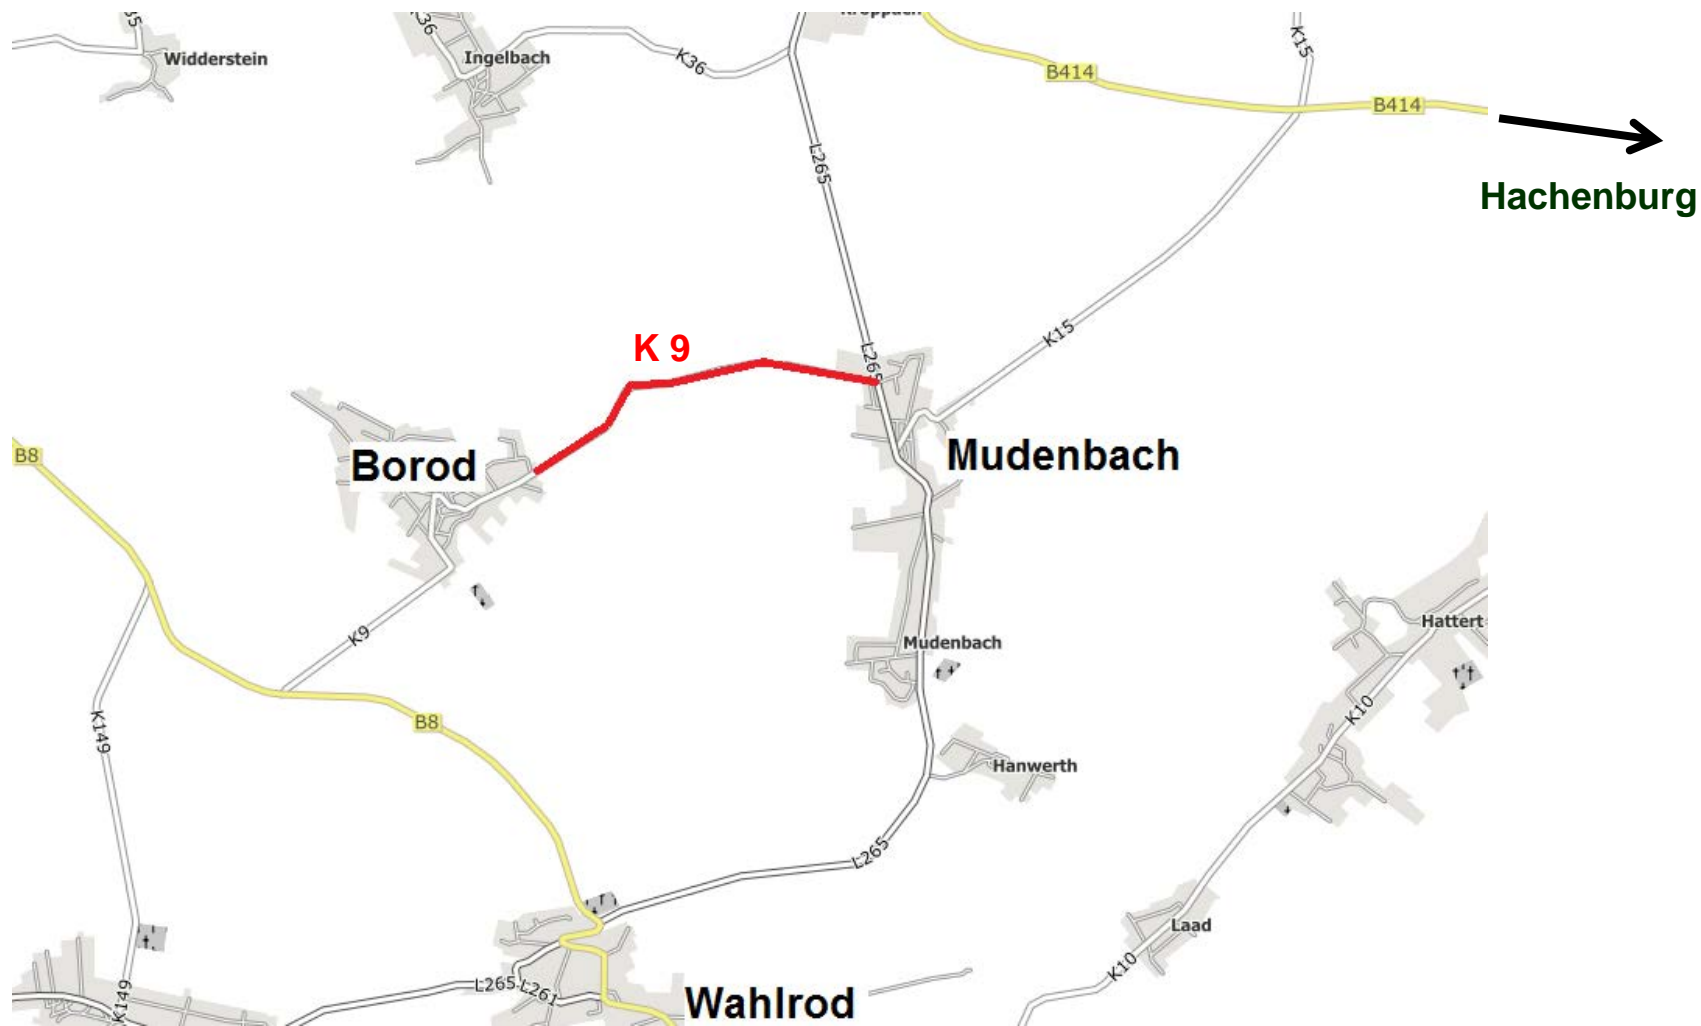 K36
Widderstein
Ingelbach
K36
K15
B414
B414
L265
Hachenburg
K15
K 9
L265
Borod
Mudenbach
B8
K9
Mudenbach
Hattert
K10
B8
K149
Hanwerth
L265
Laad
K10
L265
L261
K149
Wahlrod